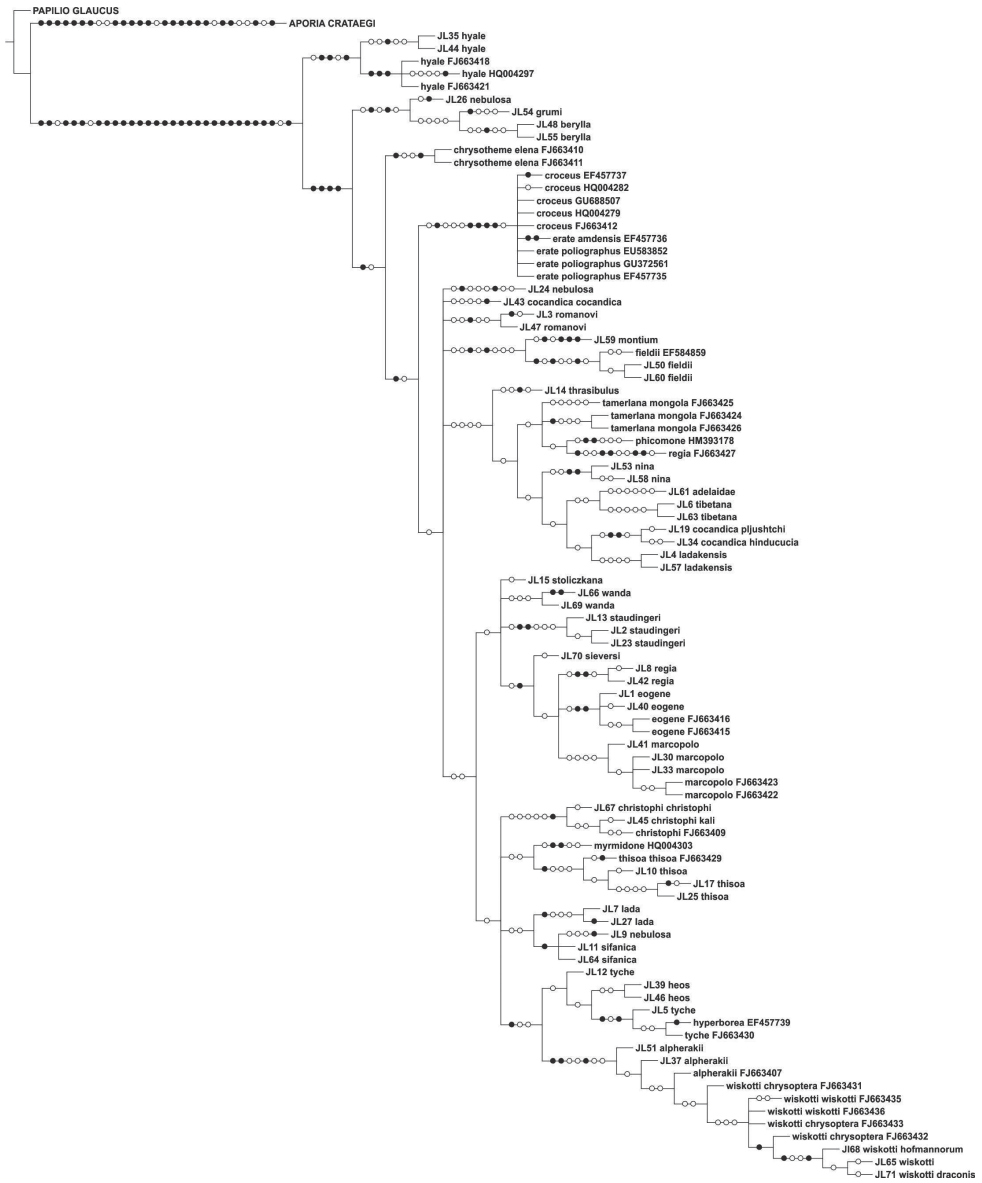 PAPILIO GLAUCUS
APORIA CRATAEGI
JL35 hyale
JL44 hyale
hyale FJ663418
hyale HQ004297
hyale FJ663421
JL26 nebulosa
JL54 grumi
JL48 berylla
JL55 berylla
chrysotheme elena FJ663410
chrysotheme elena FJ663411
croceus EF457737
croceus HQ004282
croceus GU688507
croceus HQ004279
croceus FJ663412
erate amdensis EF457736
erate poliographus EU583852
erate poliographus GU372561
erate poliographus EF457735
JL24 nebulosa
JL43 cocandica cocandica
JL3 romanovi
JL47 romanovi
JL59 montium
fieldii EF584859
JL50 fieldii
JL60 fieldii
JL14 thrasibulus
tamerlana mongola FJ663425
tamerlana mongola FJ663424
tamerlana mongola FJ663426
phicomone HM393178
regia FJ663427
JL53 nina
JL58 nina
JL61 adelaidae
JL6 tibetana
JL63 tibetana
JL19 cocandica pljushtchi
JL34 cocandica hinducucia
JL4 ladakensis
JL57 ladakensis
JL15 stoliczkana
JL66 wanda
JL69 wanda
JL13 staudingeri
JL2 staudingeri
JL23 staudingeri
JL70 sieversi
JL8 regia
JL42 regia
JL1 eogene
JL40 eogene
eogene FJ663416
eogene FJ663415
JL41 marcopolo
JL30 marcopolo
JL33 marcopolo
marcopolo FJ663423
marcopolo FJ663422
JL67 christophi christophi
JL45 christophi kali
christophi FJ663409
myrmidone HQ004303
thisoa thisoa FJ663429
JL10 thisoa
JL17 thisoa
JL25 thisoa
JL7 lada
JL27 lada
JL9 nebulosa
JL11 sifanica
JL64 sifanica
JL12 tyche
JL39 heos
JL46 heos
JL5 tyche
hyperborea EF457739
tyche FJ663430
JL51 alpherakii
JL37 alpherakii
alpherakii FJ663407
wiskotti chrysoptera FJ663431
wiskotti wiskotti FJ663435
wiskotti wiskotti FJ663436
wiskotti chrysoptera FJ663433
wiskotti chrysoptera FJ663432
Jl68 wiskotti hofmannorum
JL65 wiskotti
JL71 wiskotti draconis